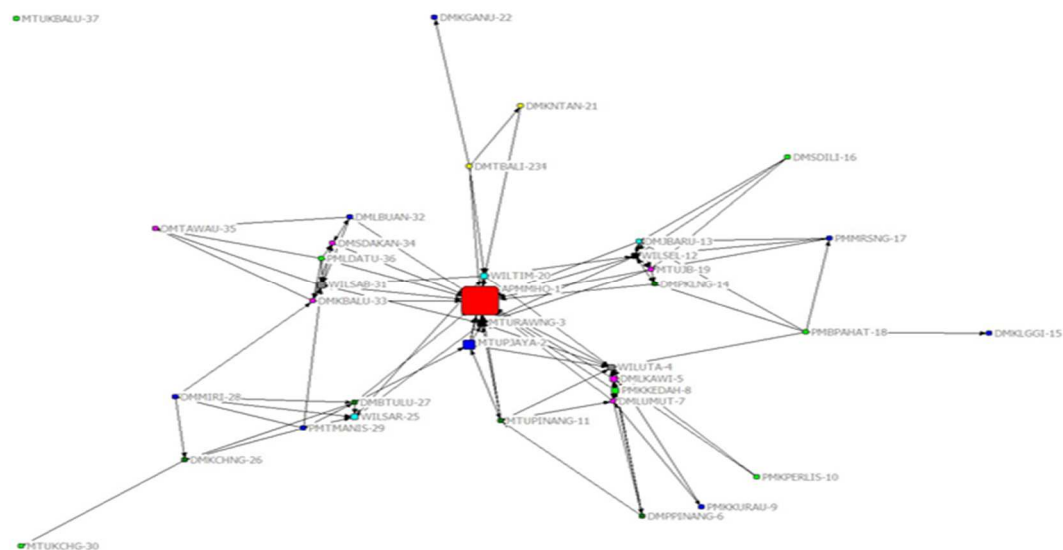 MTUKBALU-37
DMKGANU-22
DMKNTAN-21
DMSDILI-16
DMTBALI-234
DMLBUAN-32
DMTAWAU-35
DMSDAKAN-34
DMJBARU-13
PMMRSNG-17
PMLDATU-36
WILSEL-12
MTUJB-19
WILTIM-20
WILSAB-31
DMPKLNG-14
APMMHQ-1
DMKBALU-33
MTURAWNG-3
PMBPAHAT-18
DMKLGGI-15
MTUPJAYA-2
WILUTA-4
DMLKAWI-5
PMKKEDAH-8
DMMIRI-28
DMBTULU-27
DMLUMUT-7
WILSAR-25
MTUPINANG-11
PMTMANIS-29
DMKCHNG-26
PMKPERLIS-10
PMKKURAU-9
DMPPINANG-6
MTUKCHG-30